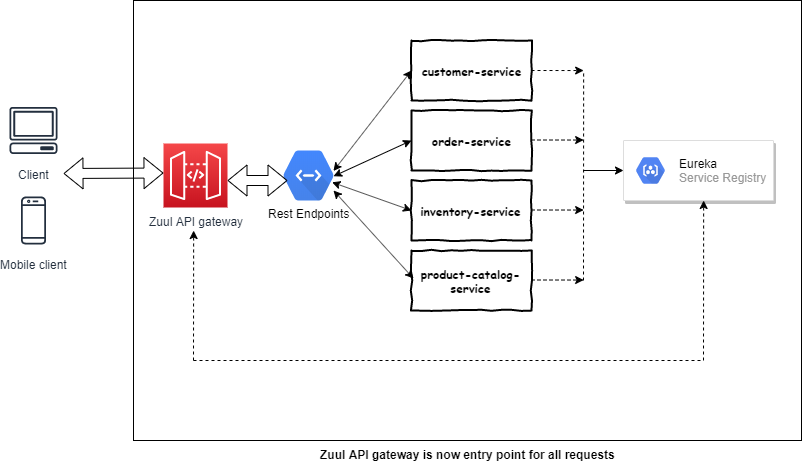 Client
Mobile client
Zuul API gateway
Rest Endpoints
customer-service
order-service
inventory-service
product-catalog-
service
Eureka
Service Registry
Zuul API gateway is now entry point for all requests